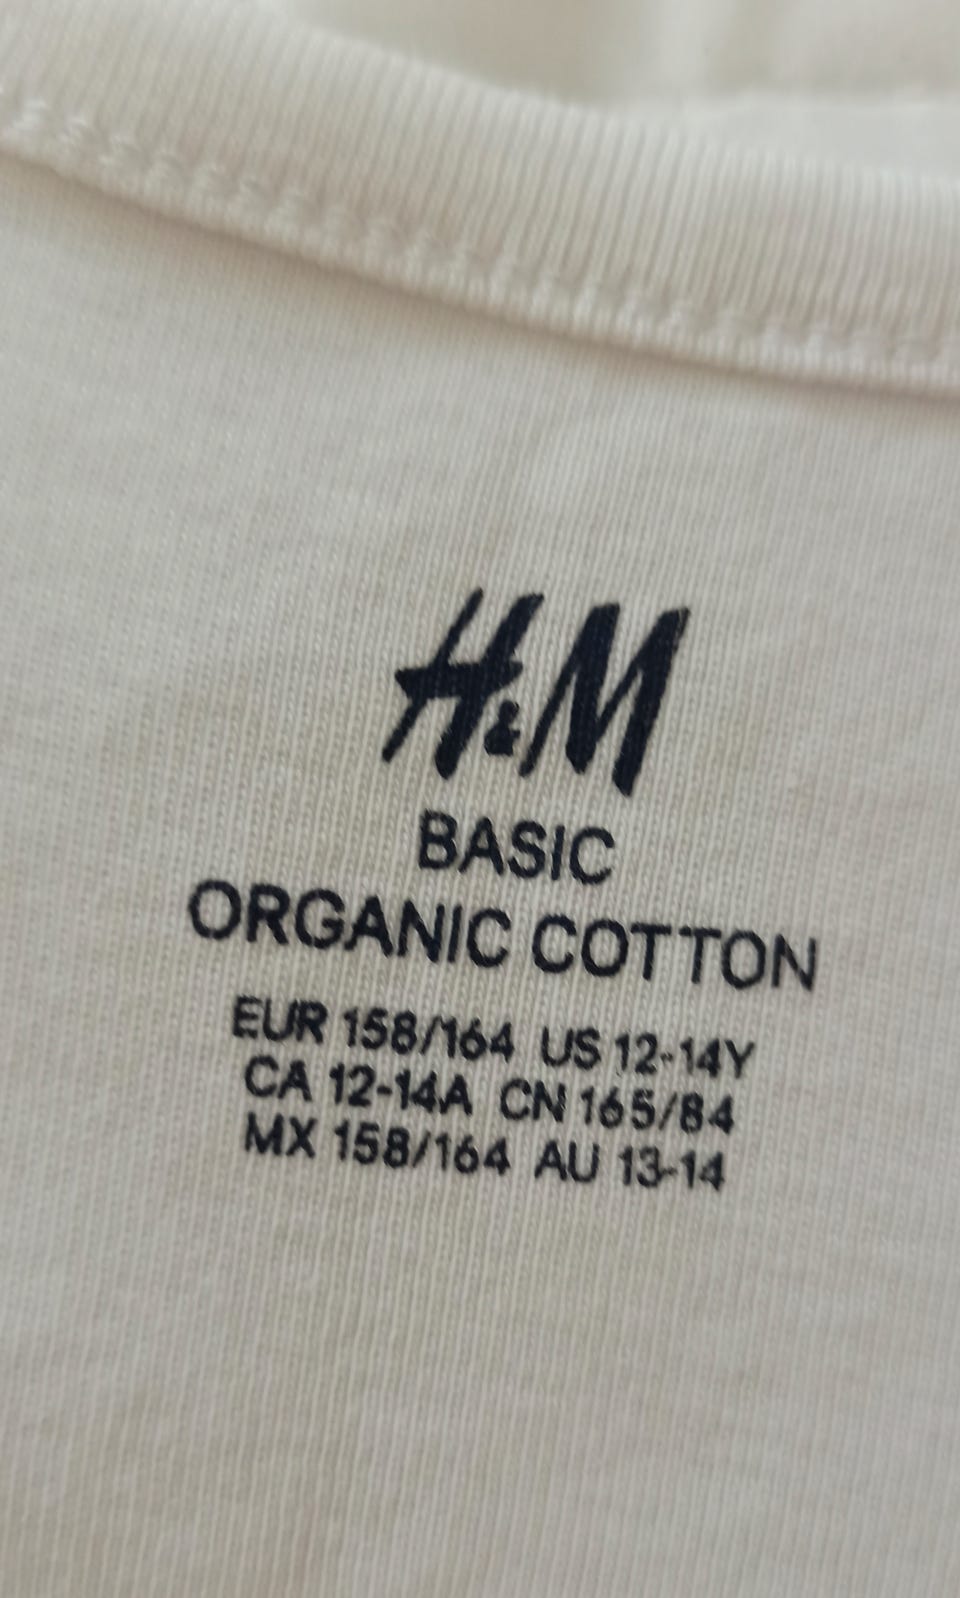 H&M
BASIC
ORGANIC COTTON
EUR 158/164 US 12-14Y
CA 12-14A CN 165/84
MX 158/164 AU 13-14